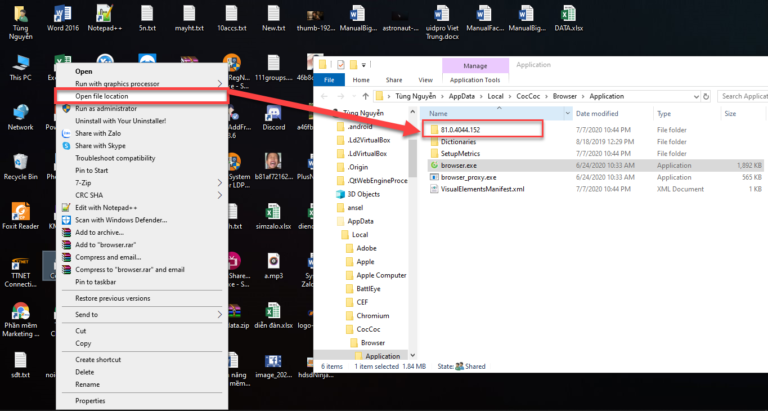 Tùng Nguyễn
Word 2016
Notepad++
5n.txt
mayht.txt
10accs.txt
New.txt
thumb-192...
ManualBig...
astronaut-...
uidpro Viet Trung.docx
ManualFac...
ManualBig...
DATA.xlsx
This PC
Network
Recycle Bin
Foxit Reader
TTNET Connecti...
Phần mềm Marketing ...
sdt.txt
Open
Run with graphics processor
Open file location
Run as administrator
Uninstall with Your Uninstaller!
Share with Zalo
Share with Skype
Troubleshoot compatibility
Pin to Start
7-Zip
CRC SHA
Edit with Notepad++
Scan with Windows Defender...
Add to archive...
Add to "browser.rar"
Compress and email...
Compress to "browser.rar" and email
Pin to taskbar
Restore previous versions
Send to
Cut
Copy
Create shortcut
Delete
Rename
Properties
111groups....
Discord
b81af72162...
simzalo.xlsx
a.mp3
diễn đàn.xlsx
image_202...
Manage
Application
File
Home
Share
View
Application Tools
Tùng Nguyễn > AppData > Local > CocCoc > Browser > Application
Search Applicati
Tùng Nguyễn
.android
.Ld2VirtualBox
.LdVirtualBox
.Origin
.QtWebEngineProce
3D Objects
ansel
AppData
Local
Adobe
Apple
Apple Computer
BattlEye
CEF
Chromium
CocCoc
Browser
Application
Name
Date modified
Type
Size
81.0.4044.152
7/7/2020 10:44 PM
File folder
Dictionaries
8/18/2019 12:29 PM
File folder
SetupMetrics
7/7/2020 10:44 PM
File folder
browser.exe
6/24/2020 10:33 AM
Application
1,892 KB
browser_proxy.exe
6/24/2020 10:33 AM
Application
565 KB
VisualElementsManifest.xml
7/7/2020 10:44 PM
XML Document
1 KB
6 items
1 item selected 1.84 MB
State:
Shared